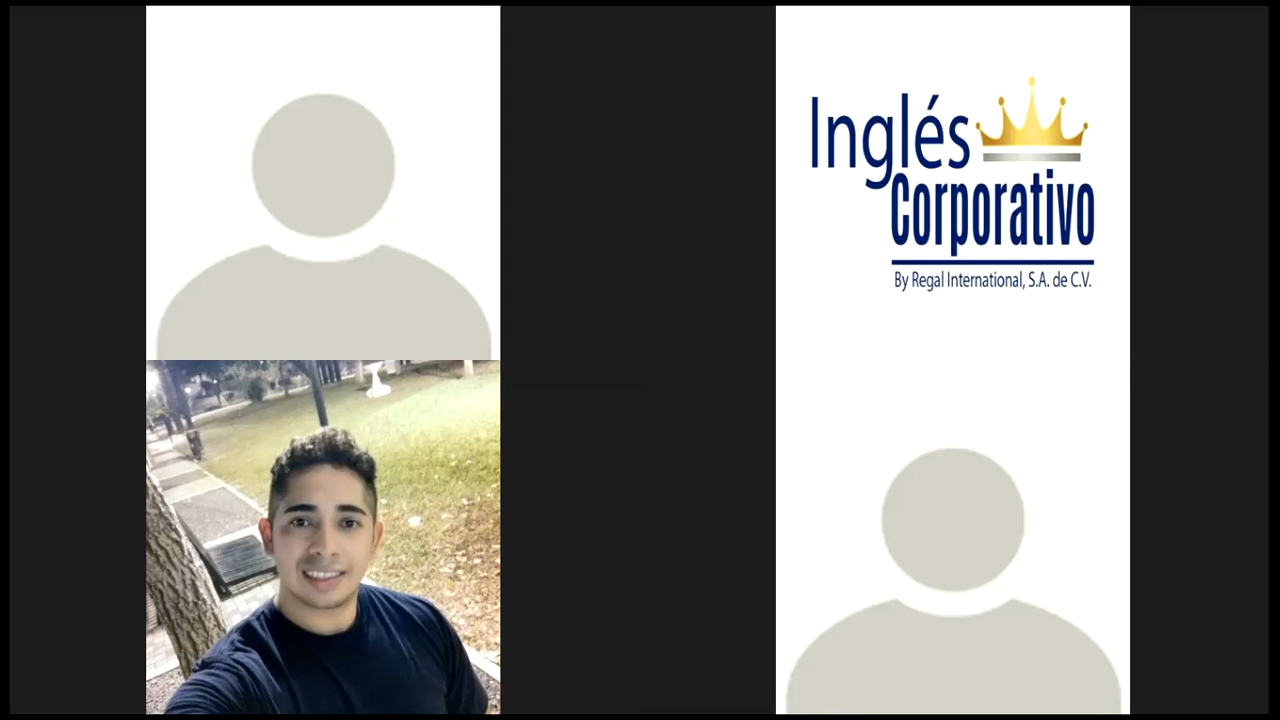 Inglés
Corporativo
By Regal International, S.A. de C.V.